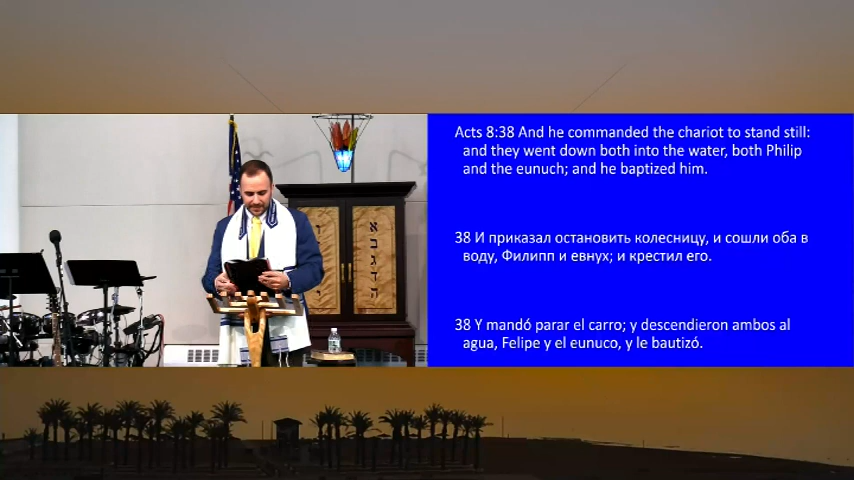 Acts 8:38 And he commanded the chariot to stand still:
and they went down both into the water, both Philip
and the eunuch; and he baptized him.
38 И приказал остановить колесницу, и сошли оба в
воду, Филипп и евнух; и крестил его.
38 Y mandó parar el carro; y descendieron ambos al
agua, Felipe y el eunuco, y le bautizó.
א
ב
ג
ד
ה